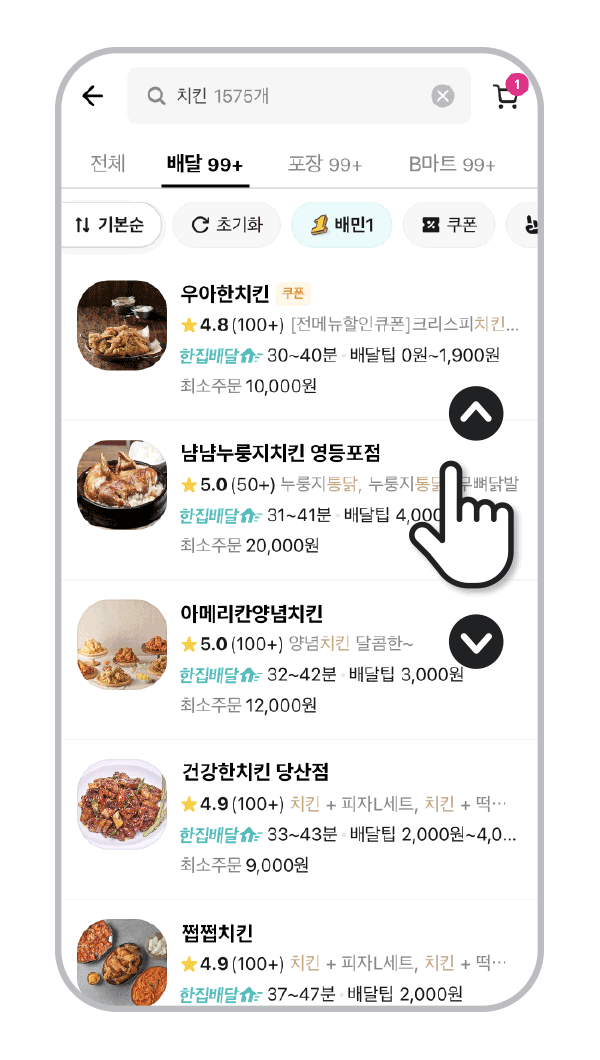 치킨 1575개
1
전체 배달 99+ 포장 99+ B마트 99+
기본순 초기화 배민1 쿠폰
우아한치킨 쿠폰
4.8(100+) [전메뉴할인큐폰]크리스피치킨...
한집배달 30~40분 · 배달팁 0원~1,900원
최소주문 10,000원
냠냠누룽지치킨 영등포점
5.0(50+) 누룽지통닭, 누룽지통닭 무뼈닭발
한집배달 31~41분 · 배달팁 4,000
최소주문 20,000원
아메리칸양념치킨
5.0(100+) 양념치킨 달콤한~
한집배달 32~42분 · 배달팁 3,000원
최소주문 12,000원
건강한치킨 당산점
4.9(100+) 치킨 + 피자L세트, 치킨 + 떡···
한집배달 33~43분 · 배달팁 2,000원~4,0...
최소주문 9,000원
쩝쩝치킨
4.9(100+) 치킨 + 피자L세트, 치킨 + 떡···
한집배달 37~47분 · 배달팁 2,000원